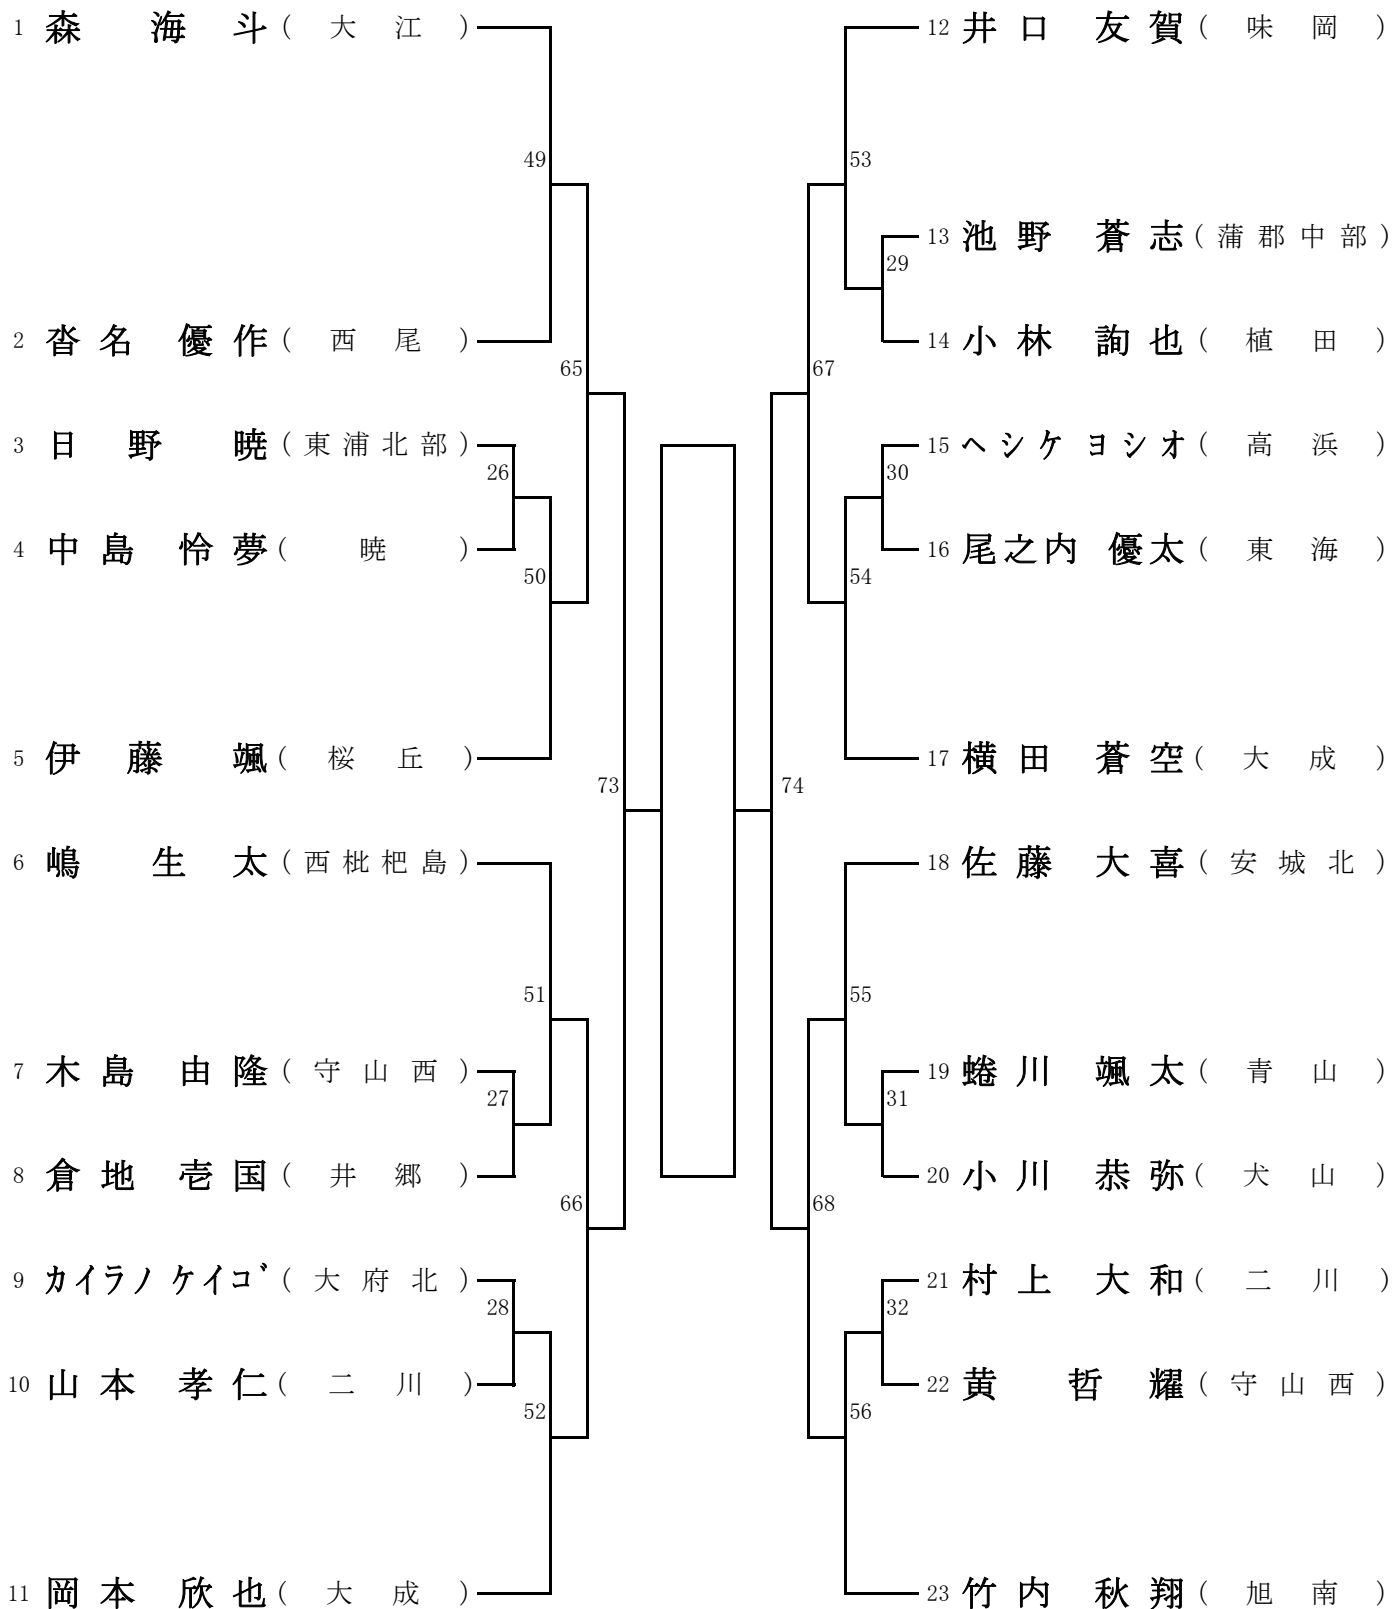 1 森 海 斗 ( 大 江 )
49
2 沓名 優作 ( 西 尾 )
65
3 日 野 暁 ( 東浦北部 )
26
4 中島 怜夢 ( 暁 )
50
5 伊 藤 颯 ( 桜 丘 )
73
6 嶋 生 太 ( 西枇杷島 )
51
7 木島 由隆 ( 守山西 )
27
8 倉地 壱国 ( 井 郷 )
66
9 カイラノ ケイゴ ( 大府北 )
28
10 山本 孝仁 ( 二 川 )
52
11 岡本 欣也 ( 大 成 )
12 井口 友賀 ( 味 岡 )
53
13 池野 蒼志 ( 蒲郡中部 )
29
14 小林 詢也 ( 植 田 )
67
15 ヘシケ ヨシオ ( 高 浜 )
30
16 尾之内 優太 ( 東 海 )
54
17 横田 蒼空 ( 大 成 )
74
18 佐藤 大喜 ( 安城北 )
55
19 蜷川 颯太 ( 青 山 )
31
20 小川 恭弥 ( 犬 山 )
68
21 村上 大和 ( 二 川 )
32
22 黄 哲 耀 ( 守山西 )
56
23 竹内 秋翔 ( 旭 南 )